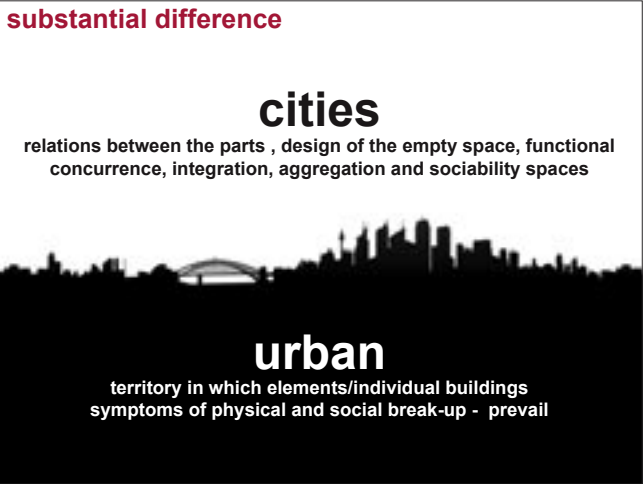 substantial difference
cities
relations between the parts , design of the empty space, functional
concurrence, integration, aggregation and sociability spaces
urban
territory in which elements/individual buildings
symptoms of physical and social break-up - prevail